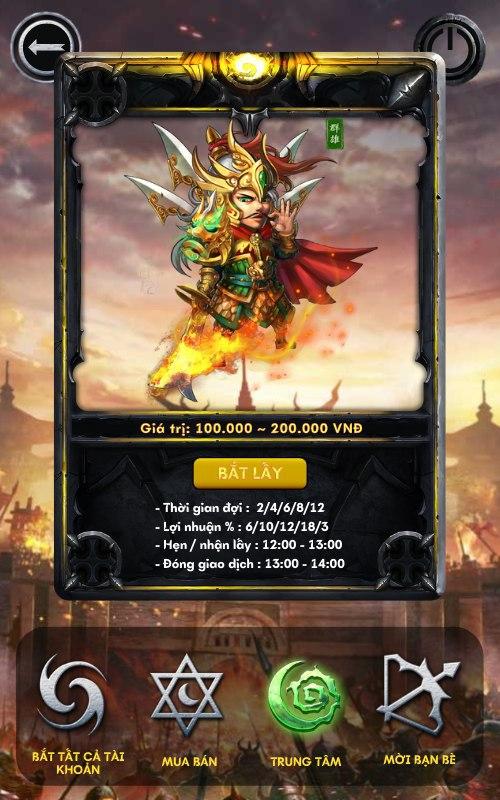 群雄
Giá trị: 100.000 ~ 200.000 VNĐ
BẮT LẤY
- Thời gian đợi : 2/4/6/8/12
- Lợi nhuận % : 6/10/12/18/3
- Hẹn / nhận lấy : 12:00 - 13:00
- Đóng giao dịch : 13:00 - 14:00
BẮT TẤT CẢ TÀI
KHOẢN
MUA BÁN
TRUNG TÂM
MỜI BẠN BÈ